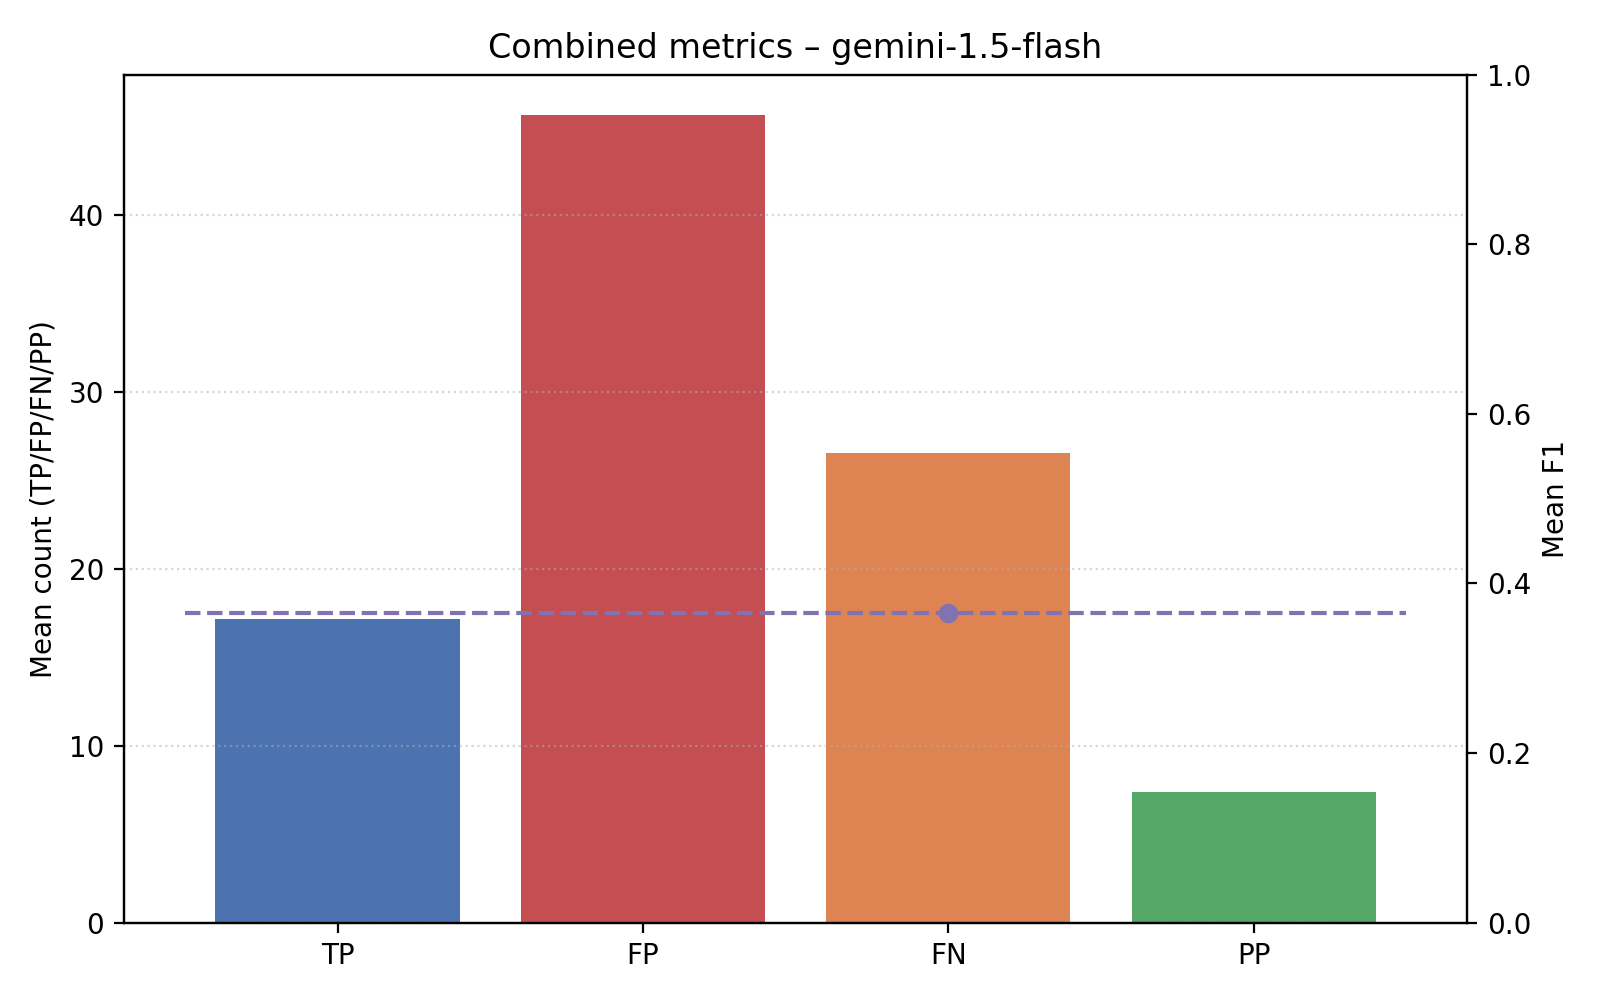 Combined metrics – gemini-1.5-flash
Mean count (TP/FP/FN/PP)
40
30
20
10
0
1.0
0.8
0.6
0.4
0.2
0.0
Mean F1
TP
FP
FN
PP